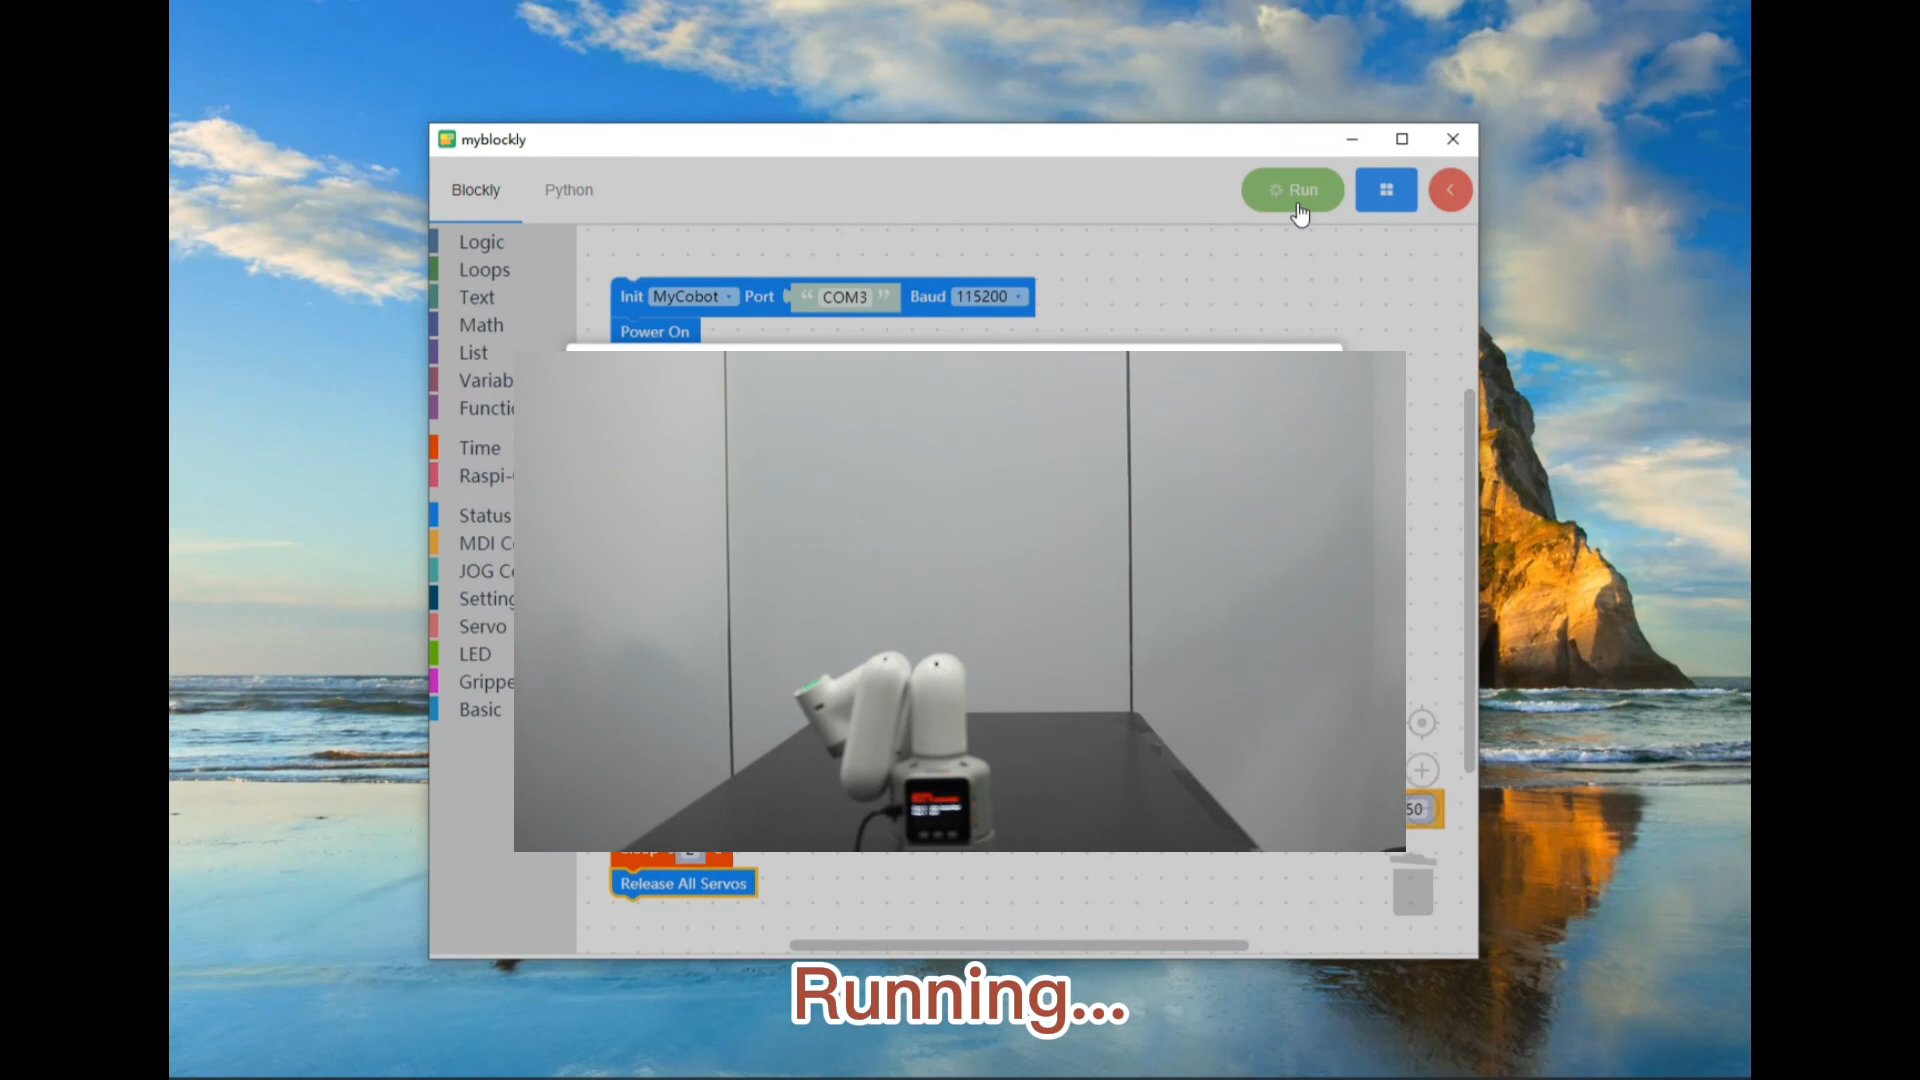 myblockly
Blockly Python Run
Logic
Loops
Text
Math
List
Variab
Functi
Time
Raspi-
Status
MDI C
JOG C
Setting
Servo
LED
Grippe
Basic
Init MyCobot Port “ COM3 ” Baud 115200
Power On
50
Release All Servos
Running...